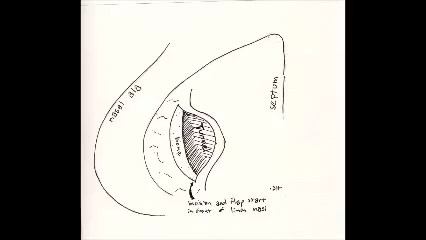 nasal ala
septum
bone
incision and flap start
in front of limen nasi